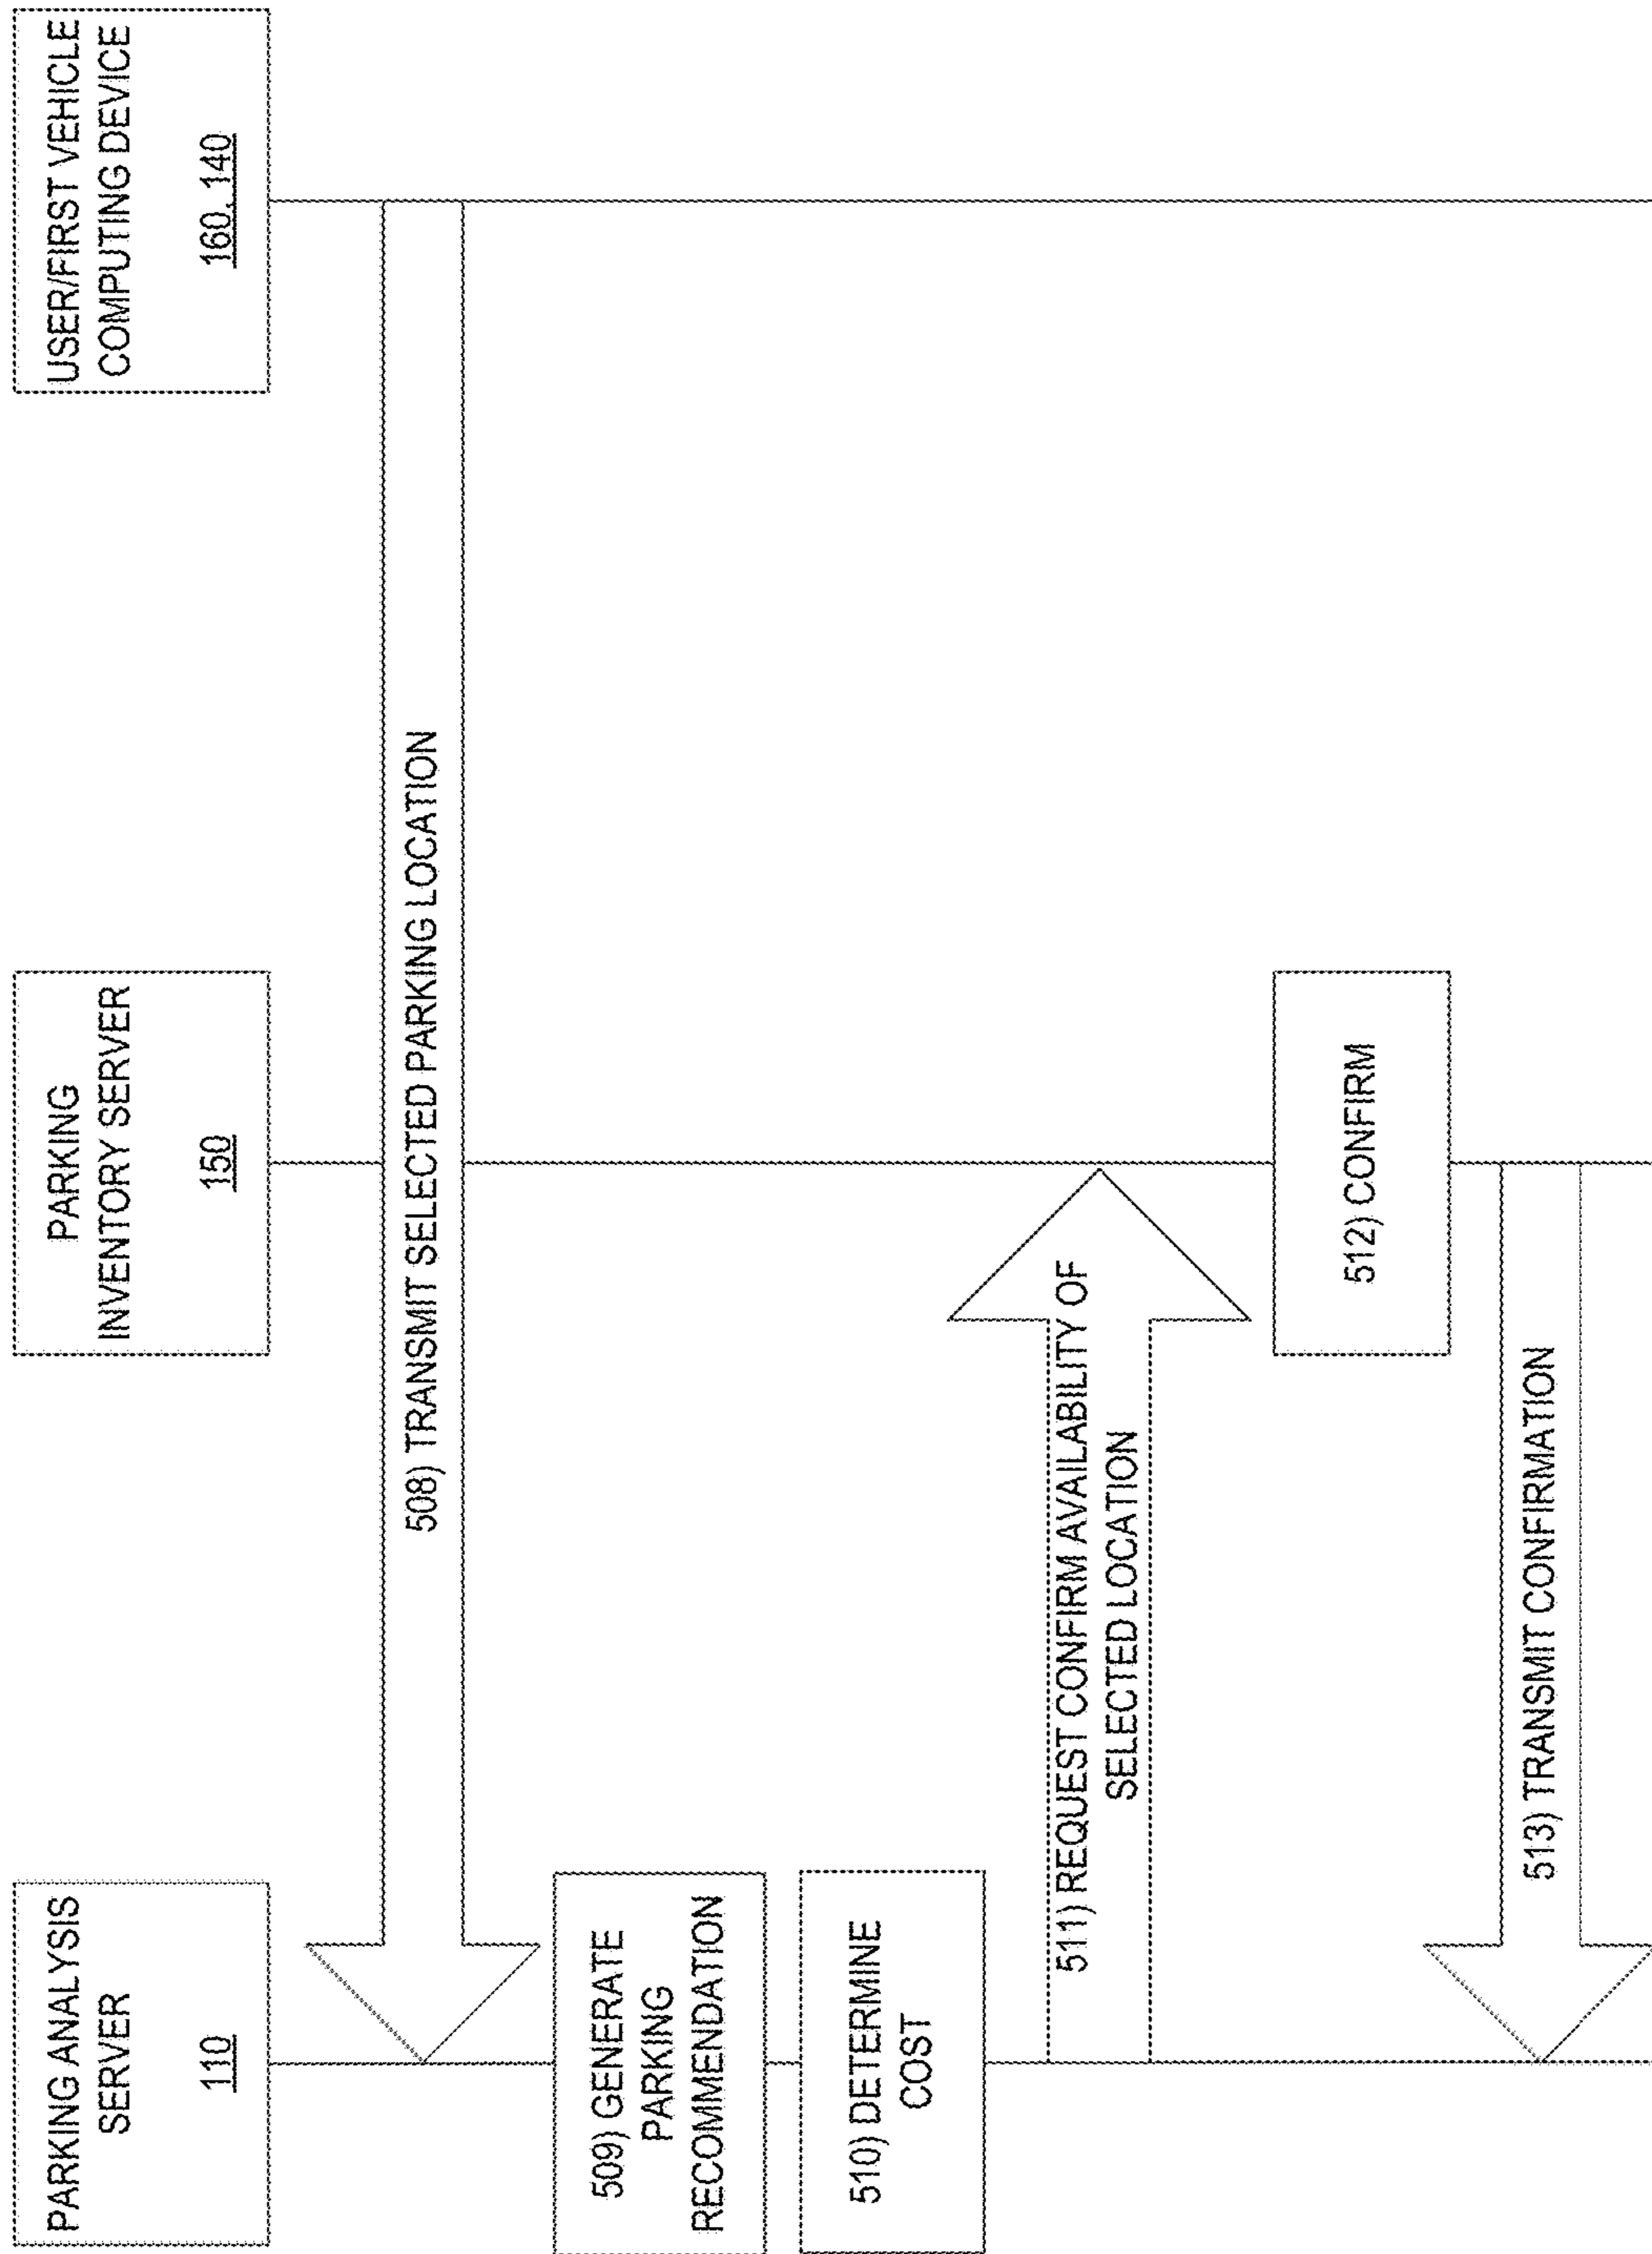 PARKING ANALYSIS
SERVER
110
PARKING
INVENTORY SERVER
150
USER/FIRST VEHICLE
COMPUTING DEVICE
160, 140
508) TRANSMIT SELECTED PARKING LOCATION
509) GENERATE
PARKING
RECOMMENDATION
510) DETERMINE
COST
511) REQUEST CONFIRM AVAILABILITY OF
SELECTED LOCATION
512) CONFIRM
513) TRANSMIT CONFIRMATION